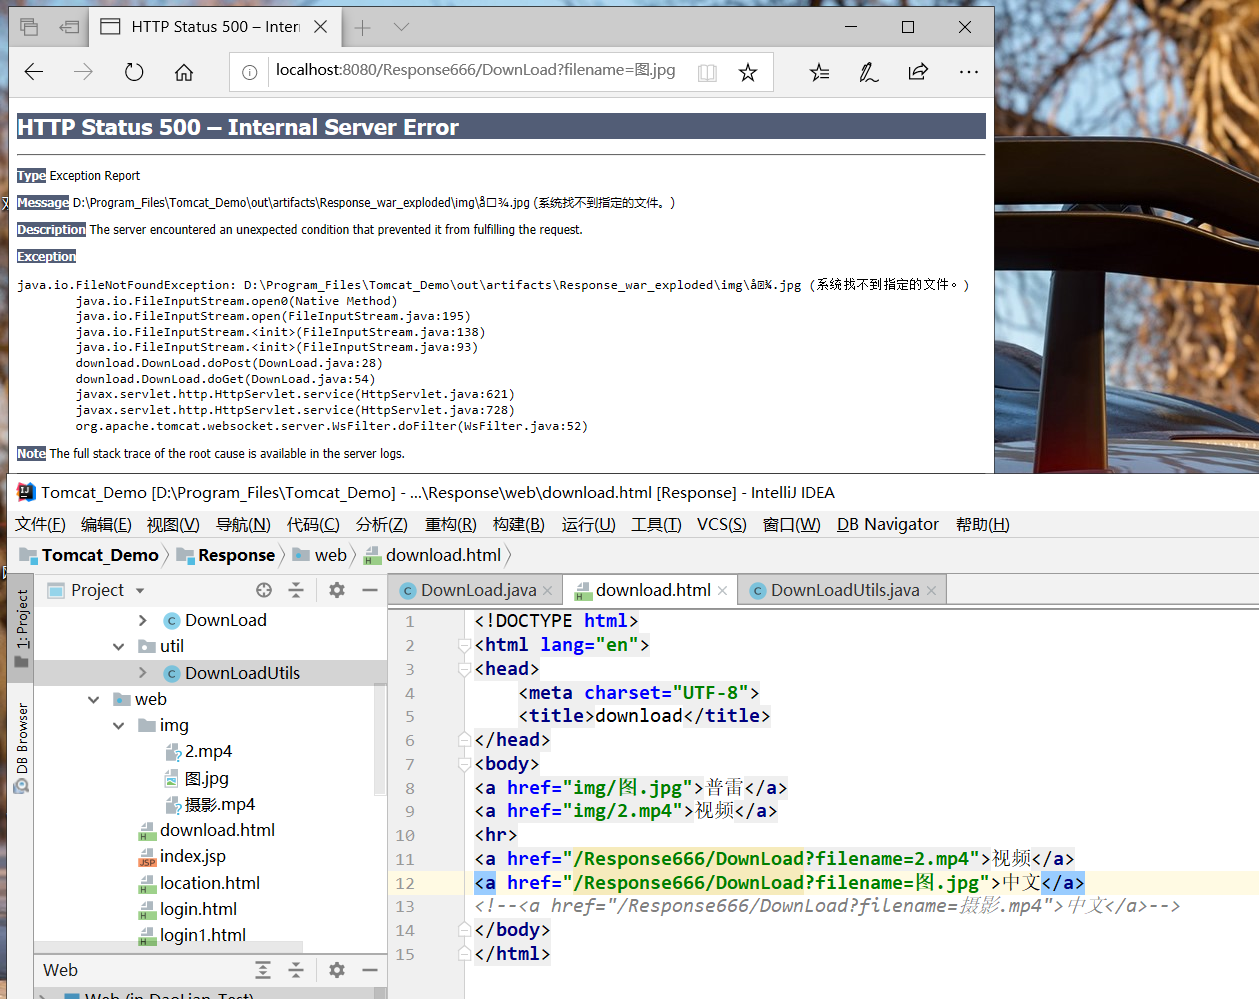 HTTP Status 500 – Intern
localhost:8080/Response666/DownLoad?filename=图.jpg
HTTP Status 500 – Internal Server Error
Type Exception Report
Message D:\Program_Files\Tomcat_Demo\out\artifacts\Response_war_exploded\img\å□¾.jpg (系统找不到指定的文件。)
Description The server encountered an unexpected condition that prevented it from fulfilling the request.
Exception
java.io.FileNotFoundException: D:\Program_Files\Tomcat_Demo\out\artifacts\Response_war_exploded\img\å¾.jpg (系统找不到指定的文件。)
java.io.FileInputStream.open0(Native Method)
java.io.FileInputStream.open(FileInputStream.java:195)
java.io.FileInputStream.<init>(FileInputStream.java:138)
java.io.FileInputStream.<init>(FileInputStream.java:93)
download.DownLoad.doPost(DownLoad.java:28)
download.DownLoad.doGet(DownLoad.java:54)
javax.servlet.http.HttpServlet.service(HttpServlet.java:621)
javax.servlet.http.HttpServlet.service(HttpServlet.java:728)
org.apache.tomcat.websocket.server.WsFilter.doFilter(WsFilter.java:52)
Note The full stack trace of the root cause is available in the server logs.
Tomcat_Demo [D:\Program_Files\Tomcat_Demo] - ...\Response\web\download.html [Response] - IntelliJ IDEA
文件(F) 编辑(E) 视图(V) 导航(N) 代码(C) 分析(Z) 重构(R) 构建(B) 运行(U) 工具(T) VCS(S) 窗口(W) DB Navigator 帮助(H)
Tomcat_Demo Response web download.html
Project DownLoad.java download.html DownLoadUtils.java
1: Project
DB Browser
DownLoad
util
DownLoadUtils
web
img
2.mp4
图.jpg
摄影.mp4
download.html
index.jsp
location.html
login.html
login1.html
Web
Web (in DaoLian_Test)
1 <!DOCTYPE html>
2 <html lang="en">
3 <head>
4 <meta charset="UTF-8">
5 <title>download</title>
6 </head>
7 <body>
8 <a href="img/图.jpg">普雷</a>
9 <a href="img/2.mp4">视频</a>
10 <hr>
11 <a href="/Response666/DownLoad?filename=2.mp4">视频</a>
12 <a href="/Response666/DownLoad?filename=图.jpg">中文</a>
13 <!--<a href="/Response666/DownLoad?filename=摄影.mp4">中文</a>-->
14 </body>
15 </html>